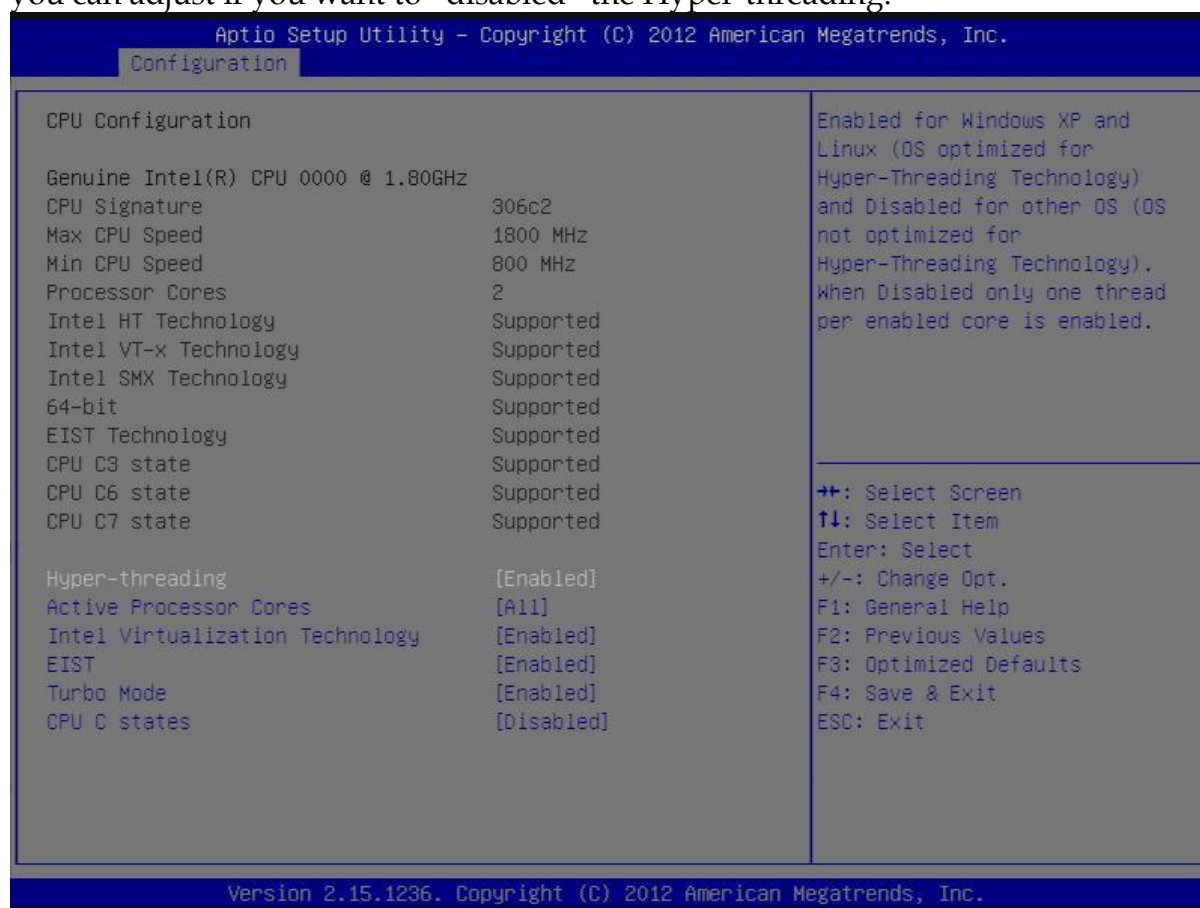 you can adjust if you want to "disabled" the Hyper-threading.
Aptio Setup Utility – Copyright (C) 2012 American Megatrends, Inc.
Configuration
CPU Configuration
Genuine Intel(R) CPU 0000 @ 1.80GHz
CPU Signature 306c2
Max CPU Speed 1800 MHz
Min CPU Speed 800 MHz
Processor Cores 2
Intel HT Technology Supported
Intel VT-x Technology Supported
Intel SMX Technology Supported
64-bit Supported
EIST Technology Supported
CPU C3 state Supported
CPU C6 state Supported
CPU C7 state Supported
Hyper-threading [Enabled]
Active Processor Cores [All]
Intel Virtualization Technology [Enabled]
EIST [Enabled]
Turbo Mode [Enabled]
CPU C states [Disabled]
Enabled for Windows XP and
Linux (OS optimized for
Hyper-Threading Technology)
and Disabled for other OS (OS
not optimized for
Hyper-Threading Technology).
When Disabled only one thread
per enabled core is enabled.
→←: Select Screen
↑↓: Select Item
Enter: Select
+/-: Change Opt.
F1: General Help
F2: Previous Values
F3: Optimized Defaults
F4: Save & Exit
ESC: Exit
Version 2.15.1236. Copyright (C) 2012 American Megatrends, Inc.